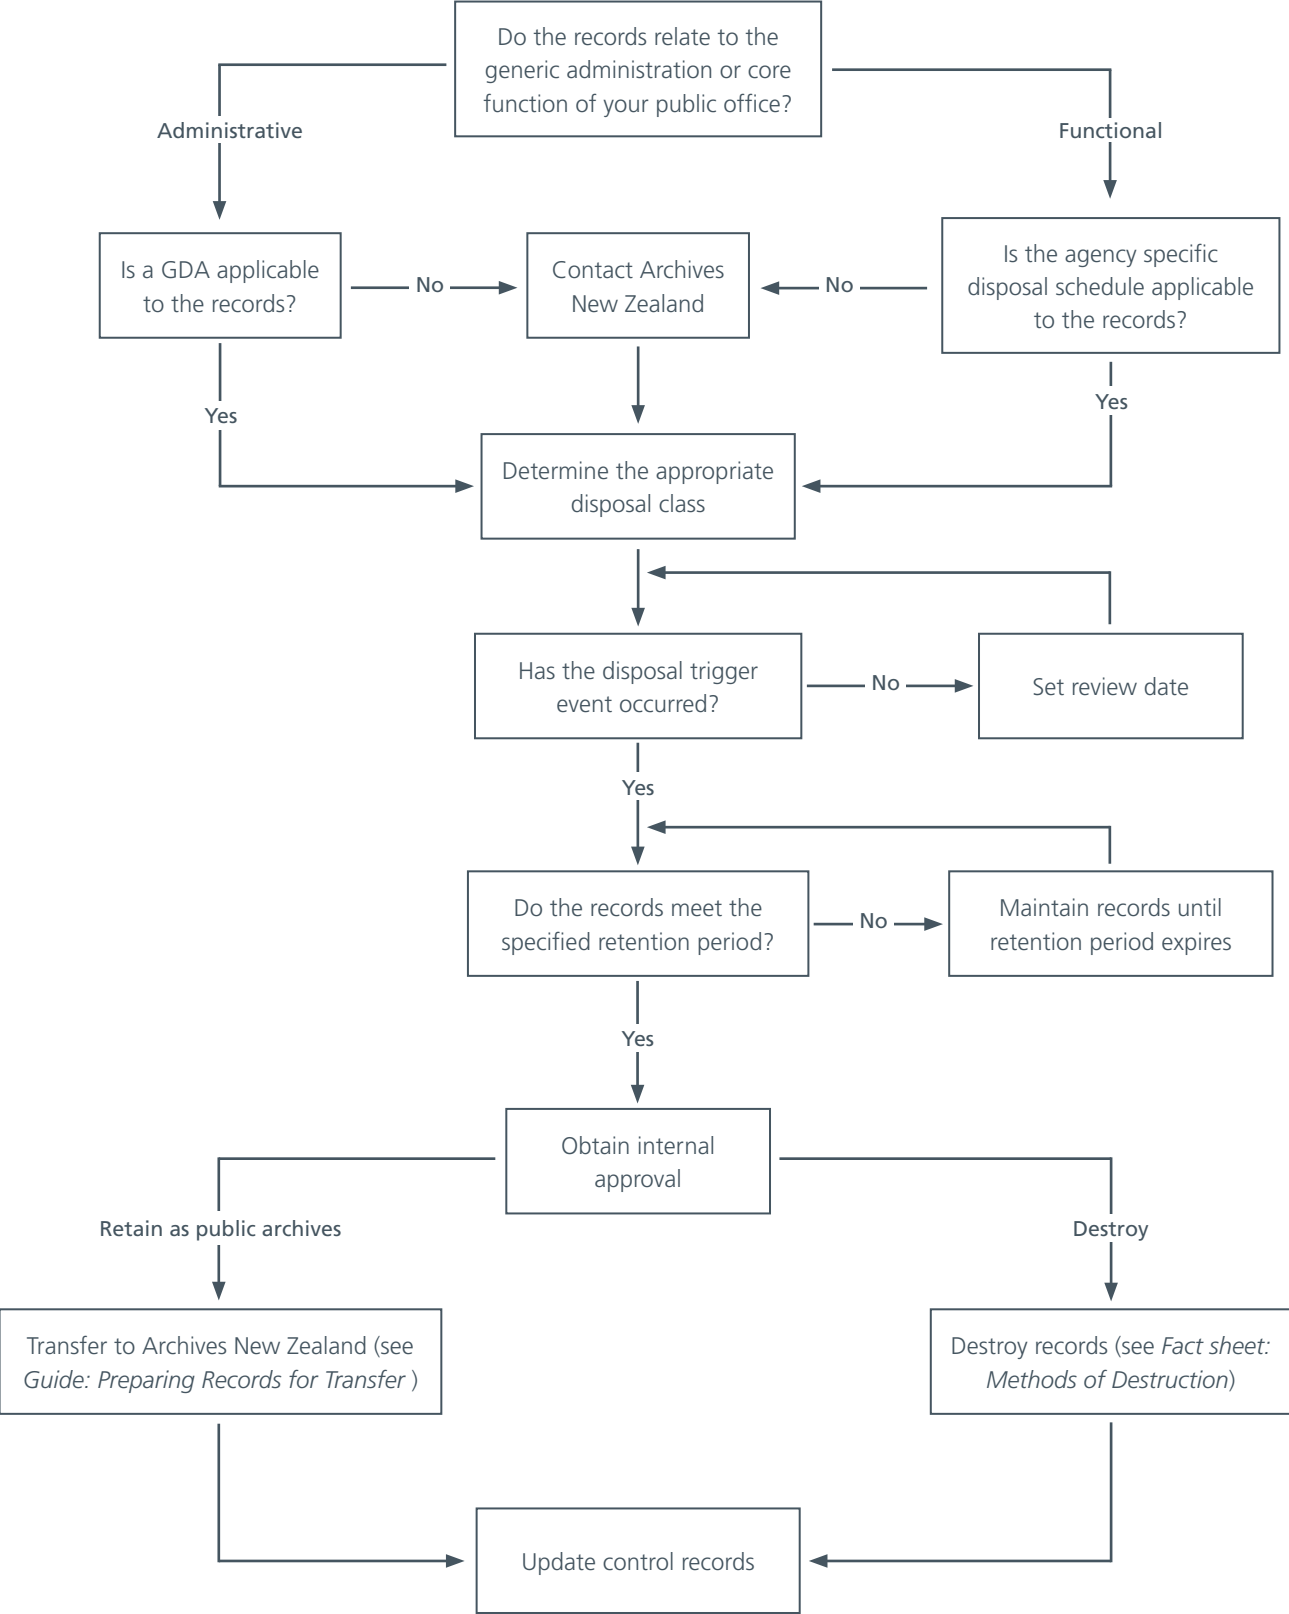 Do the records relate to the
generic administration or core
function of your public office?
Administrative
Functional
Is a GDA applicable
to the records?
No
Contact Archives
New Zealand
No
Is the agency specific
disposal schedule applicable
to the records?
Yes
Yes
Determine the appropriate
disposal class
Has the disposal trigger
event occurred?
No
Set review date
Yes
Do the records meet the
specified retention period?
No
Maintain records until
retention period expires
Yes
Obtain internal
approval
Retain as public archives
Destroy
Transfer to Archives New Zealand (see
Guide: Preparing Records for Transfer )
Destroy records (see Fact sheet:
Methods of Destruction)
Update control records